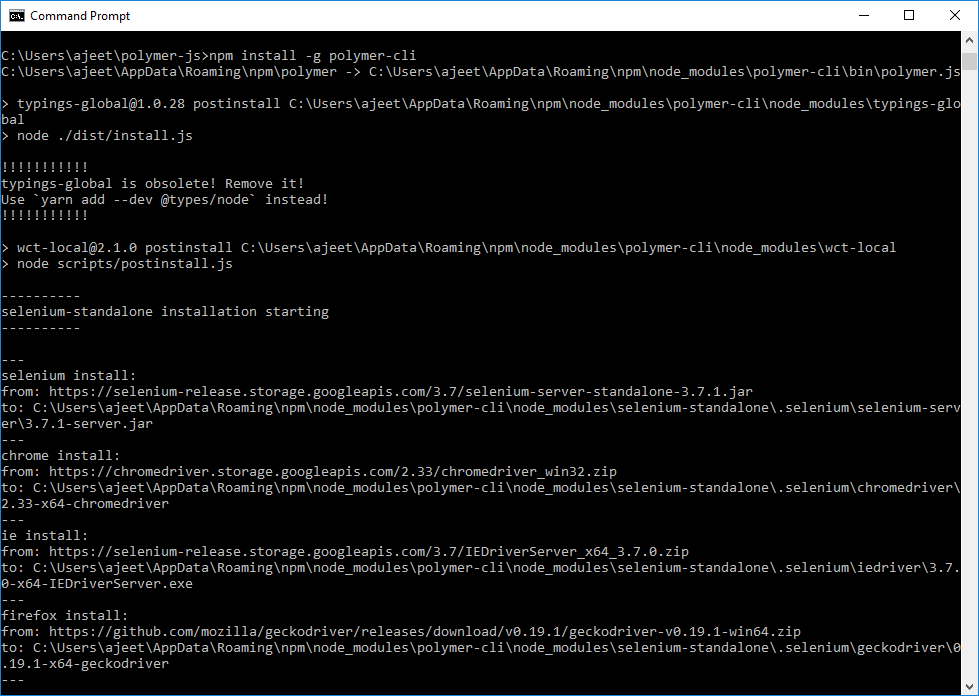 Command Prompt
C:\Users\ajeet\polymer-js>npm install -g polymer-cli
C:\Users\ajeet\AppData\Roaming\npm\polymer -> C:\Users\ajeet\AppData\Roaming\npm\node_modules\polymer-cli\bin\polymer.js
> typings-global@1.0.28 postinstall C:\Users\ajeet\AppData\Roaming\npm\node_modules\polymer-cli\node_modules\typings-glo
bal
> node ./dist/install.js
!!!!!!!!!!!
typings-global is obsolete! Remove it!
Use `yarn add --dev @types/node` instead!
!!!!!!!!!!!
> wct-local@2.1.0 postinstall C:\Users\ajeet\AppData\Roaming\npm\node_modules\polymer-cli\node_modules\wct-local
> node scripts/postinstall.js
----------
selenium-standalone installation starting
----------
---
selenium install:
from: https://selenium-release.storage.googleapis.com/3.7/selenium-server-standalone-3.7.1.jar
to: C:\Users\ajeet\AppData\Roaming\npm\node_modules\polymer-cli\node_modules\selenium-standalone\.selenium\selenium-serv
er\3.7.1-server.jar
---
chrome install:
from: https://chromedriver.storage.googleapis.com/2.33/chromedriver_win32.zip
to: C:\Users\ajeet\AppData\Roaming\npm\node_modules\polymer-cli\node_modules\selenium-standalone\.selenium\chromedriver\
2.33-x64-chromedriver
---
ie install:
from: https://selenium-release.storage.googleapis.com/3.7/IEDriverServer_x64_3.7.0.zip
to: C:\Users\ajeet\AppData\Roaming\npm\node_modules\polymer-cli\node_modules\selenium-standalone\.selenium\iedriver\3.7.
0-x64-IEDriverServer.exe
---
firefox install:
from: https://github.com/mozilla/geckodriver/releases/download/v0.19.1/geckodriver-v0.19.1-win64.zip
to: C:\Users\ajeet\AppData\Roaming\npm\node_modules\polymer-cli\node_modules\selenium-standalone\.selenium\geckodriver\0
.19.1-x64-geckodriver
---